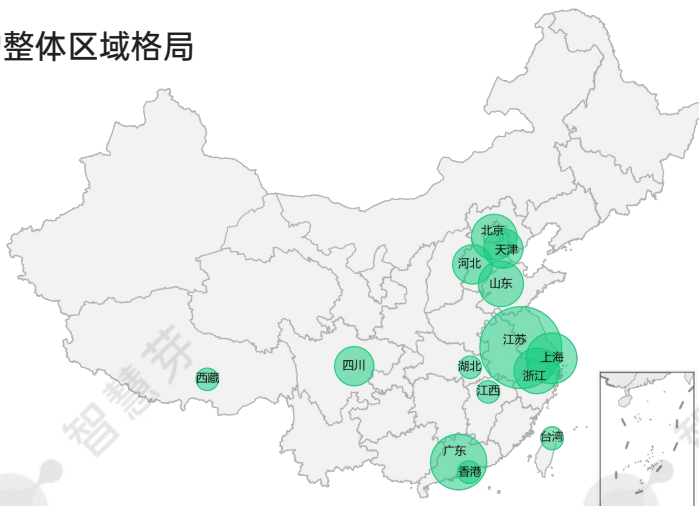 整体区域格局
北京
天津
河北
山东
江苏
上海
浙江
湖北
江西
四川
西藏
广东
香港
台湾
智慧芽